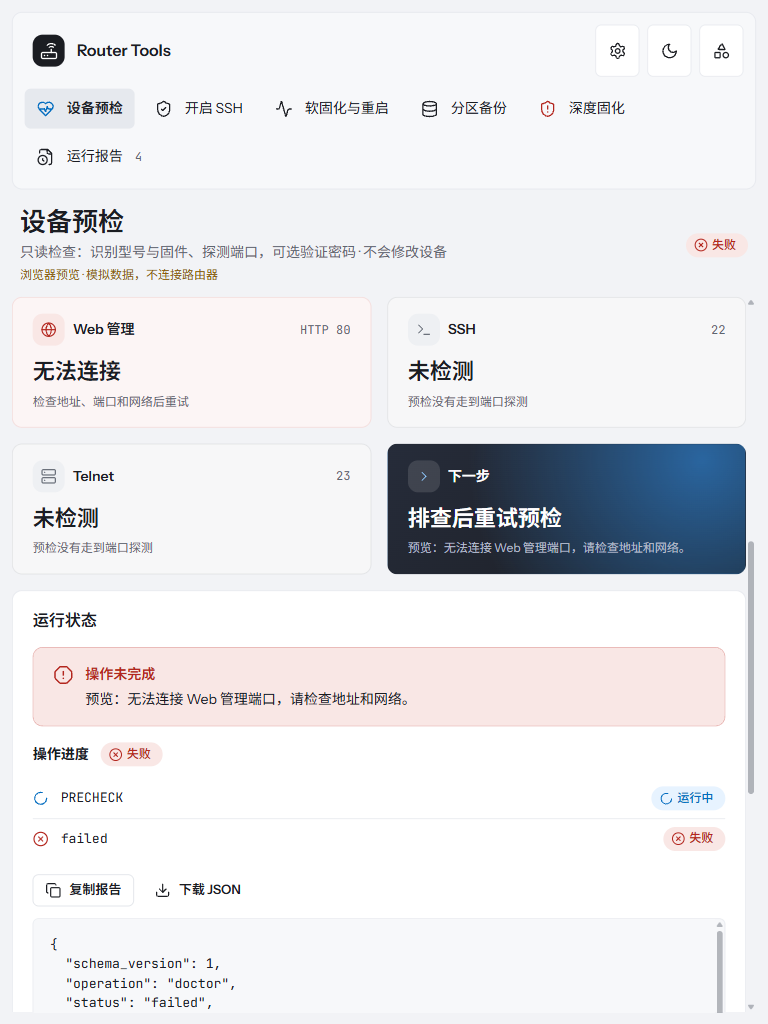 Router Tools
设备预检
开启 SSH
软固化与重启
分区备份
深度固化
运行报告 4
设备预检
只读检查：识别型号与固件、探测端口，可选验证密码·不会修改设备
浏览器预览·模拟数据，不连接路由器
失败
Web 管理 HTTP 80
无法连接
检查地址、端口和网络后重试
SSH 22
未检测
预检没有走到端口探测
Telnet 23
未检测
预检没有走到端口探测
下一步
排查后重试预检
预览：无法连接 Web 管理端口，请检查地址和网络。
运行状态
操作未完成
预览：无法连接 Web 管理端口，请检查地址和网络。
操作进度 失败
PRECHECK 运行中
failed 失败
复制报告 下载 JSON
{
"schema_version": 1,
"operation": "doctor",
"status": "failed",